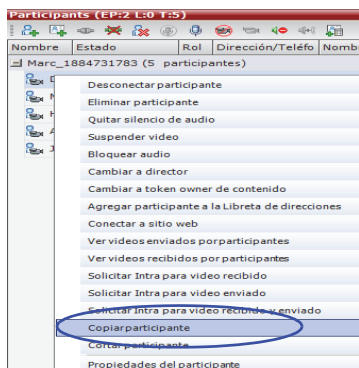 Participants (EP:2 L:0 T:5)
Nombre Estado Rol Dirección/Teléfo Nomb
Marc_1884731783 (5 participantes)
Desconectar participante
Eliminar participante
Quitar silencio de audio
Suspender video
Bloquear audio
Cambiar a director
Cambiar a token owner de contenido
Agregar participante a la Libreta de direcciones
Conectar a sitio web
Ver videos enviados por participantes
Ver videos recibidos por participantes
Solicitar Intra para video recibido
Solicitar Intra para video enviado
Solicitar Intra para video recibido y enviado
Copiar participante
Cortar participante
Propiedades del participante